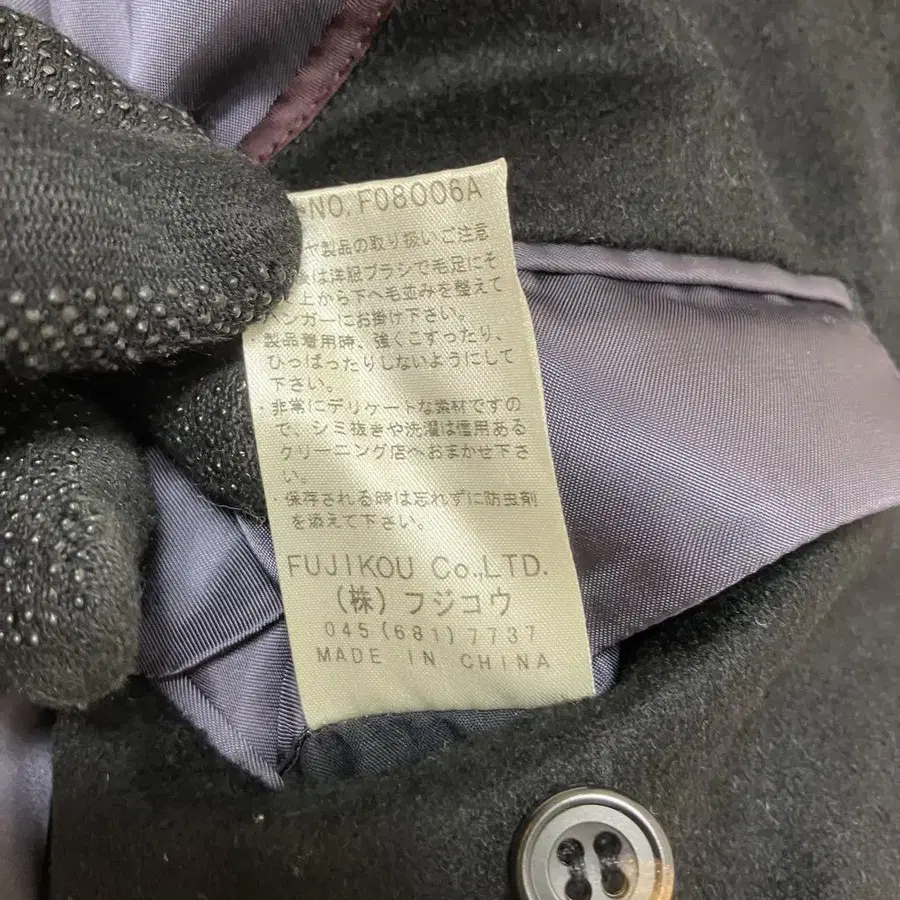 NO. F08006A
ヤ製品の取り扱いご注意
は洋服ブラシで毛足にそ
上から下へ毛並みを整えて
ンガーにお掛け下さい。
・製品着用時、強くこすったり、
ひっぱったりしないようにして
下さい。
・非常にデリケートな素材ですの
で、シミ抜きや洗濯は信用ある
クリーニング店へおまかせ下さ
い。
・保存される時は忘れずに防虫剤
を添えて下さい。
FUJIKOU Co.,LTD.
(株) フジコウ
045(681)7737
MADE IN CHINA